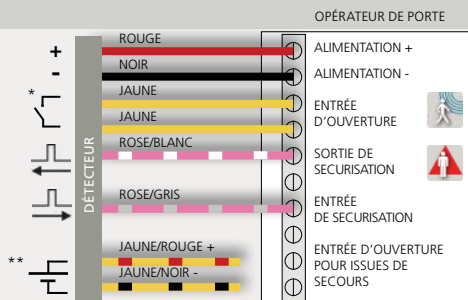 OPÉRATEUR DE PORTE
+ ROUGE ALIMENTATION +
- NOIR ALIMENTATION -
* JAUNE ENTRÉE
JAUNE D'OUVERTURE
ROSE/BLANC SORTIE DE
SECURISATION
DÉTECTEUR
ROSE/GRIS ENTRÉE
DE SECURISATION
JAUNE/ROUGE + ENTRÉE D'OUVERTURE
** JAUNE/NOIR - POUR ISSUES DE
SECOURS